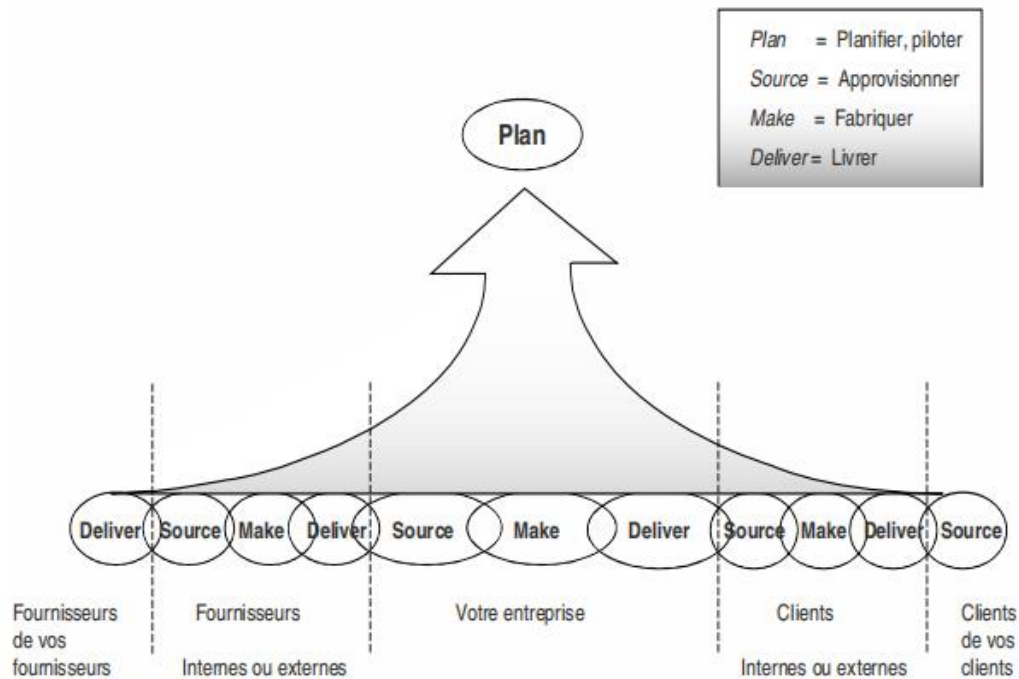 Plan = Planifier, piloter
Source = Approvisionner
Make = Fabriquer
Deliver = Livrer
Plan
Deliver Source Make Deliver Source Make Deliver Source Make Deliver Source
Fournisseurs de vos fournisseurs
Fournisseurs
Internes ou externes
Votre entreprise
Clients
Internes ou externes
Clients de vos clients